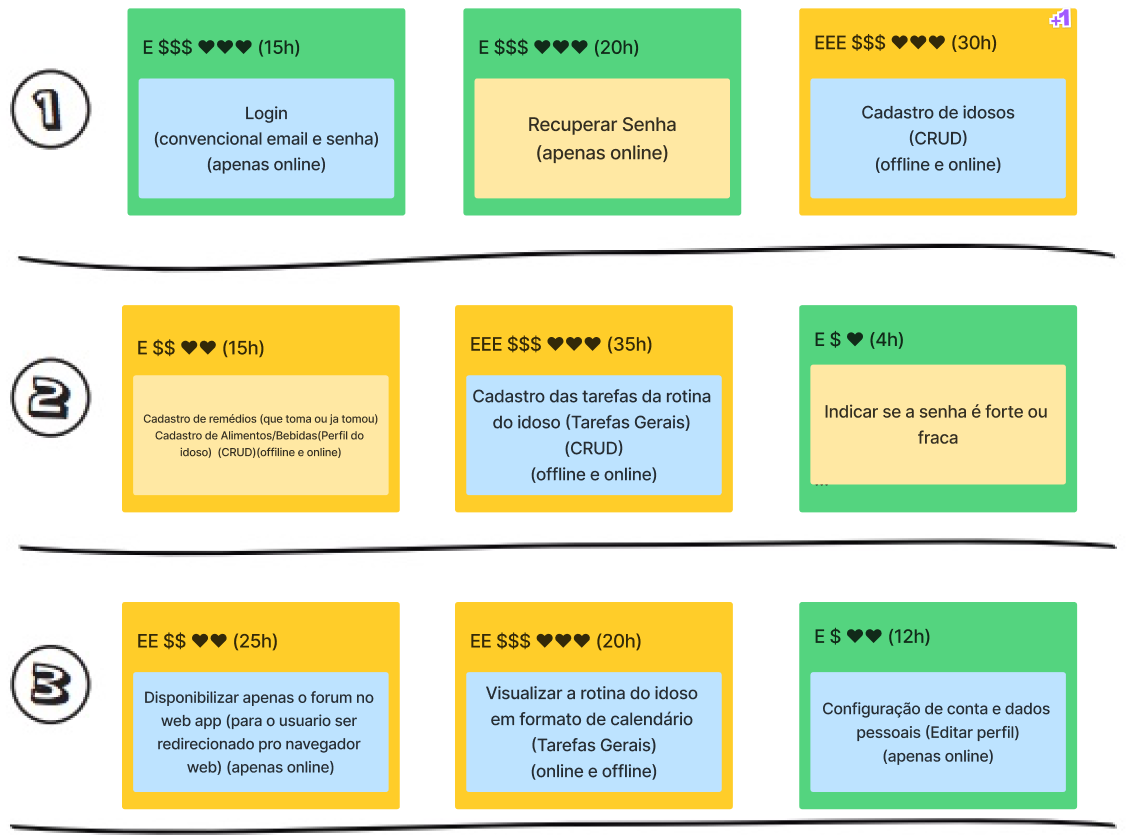 1
E $$$ ♥♥♥ (15h)
Login
(convencional email e senha)
(apenas online)
E $$$ ♥♥♥ (20h)
Recuperar Senha
(apenas online)
+1
EEE $$$ ♥♥♥ (30h)
Cadastro de idosos
(CRUD)
(offline e online)
2
E $$ ♥♥ (15h)
Cadastro de remédios (que toma ou ja tomou)
Cadastro de Alimentos/Bebidas(Perfil do
idoso) (CRUD)(offiline e online)
EEE $$$ ♥♥♥ (35h)
Cadastro das tarefas da rotina
do idoso (Tarefas Gerais)
(CRUD)
(offline e online)
E $ ♥ (4h)
Indicar se a senha é forte ou
fraca
...
3
EE $$ ♥♥ (25h)
Disponibilizar apenas o forum no
web app (para o usuario ser
redirecionado pro navegador
web) (apenas online)
EE $$$ ♥♥♥ (20h)
Visualizar a rotina do idoso
em formato de calendário
(Tarefas Gerais)
(online e offline)
E $ ♥♥ (12h)
Configuração de conta e dados
pessoais (Editar perfil)
(apenas online)